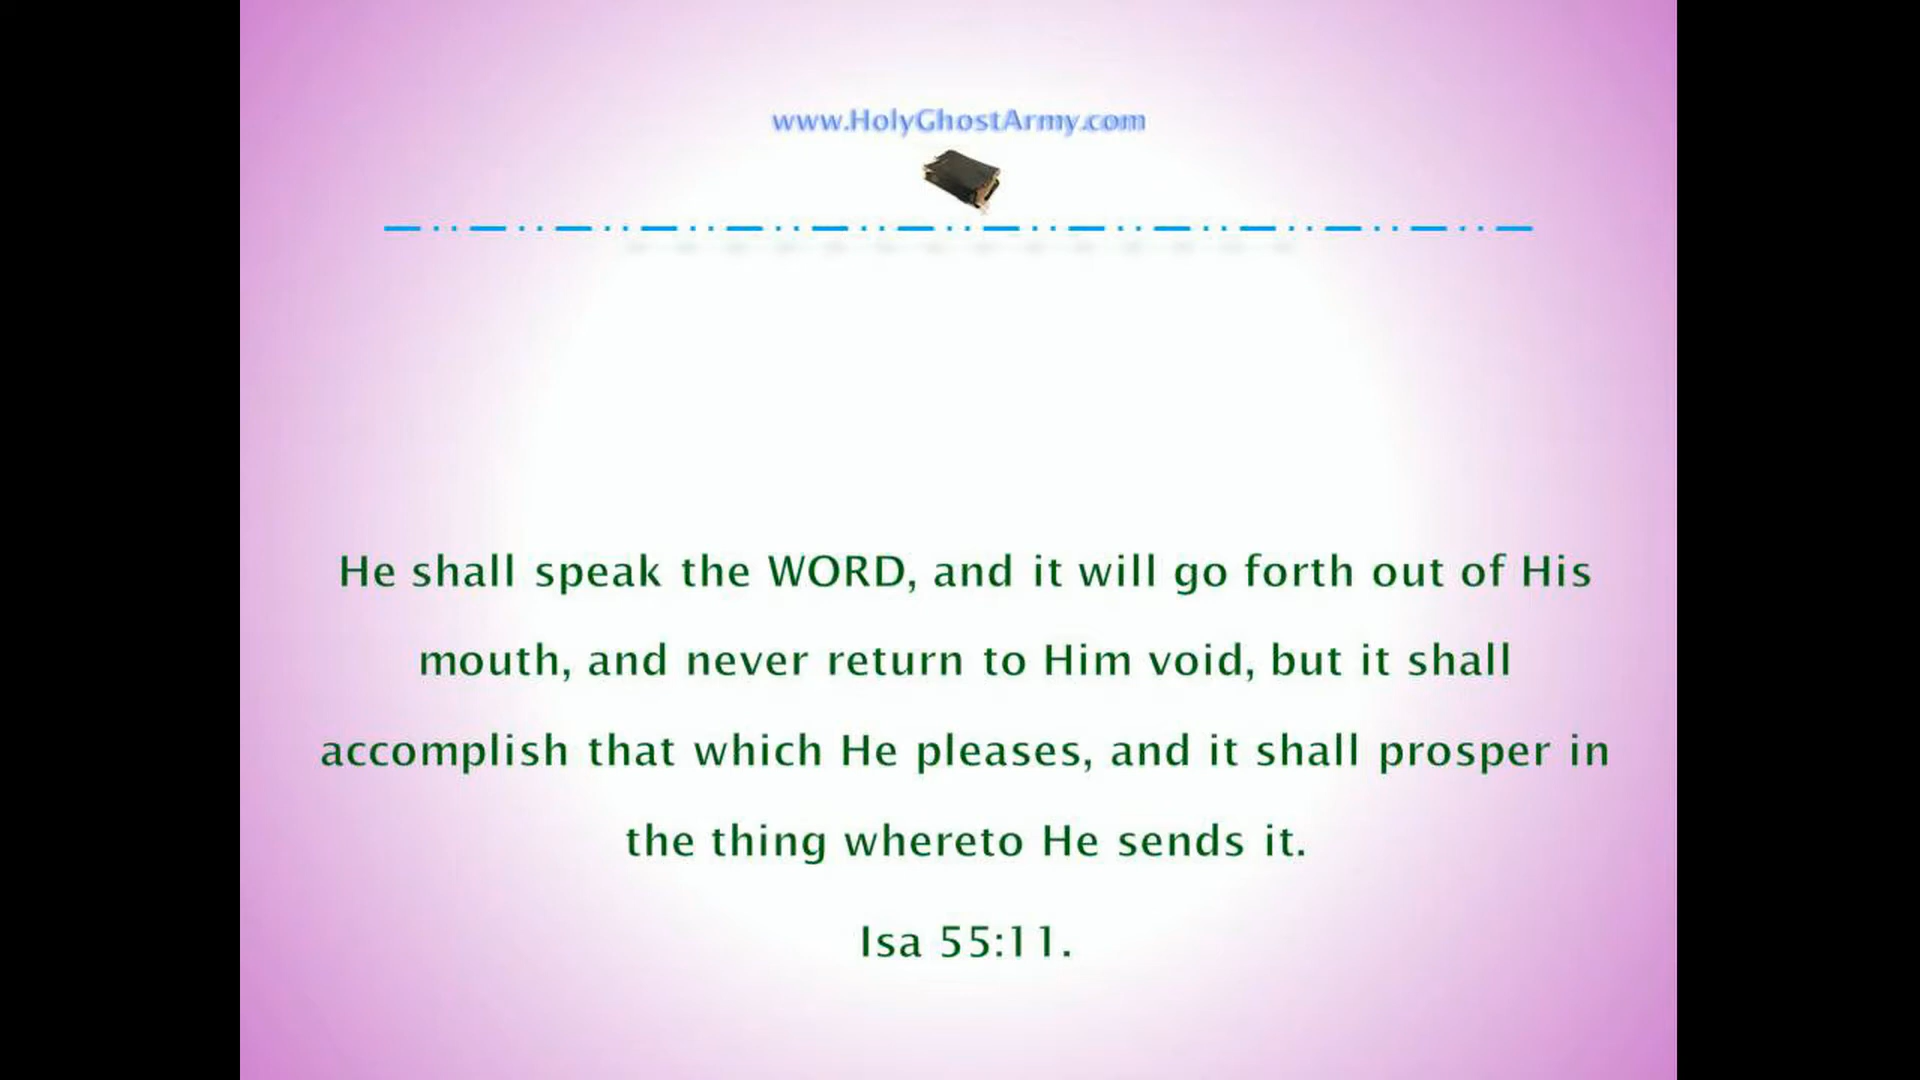 www.HolyGhostArmy.com
He shall speak the WORD, and it will go forth out of His
mouth, and never return to Him void, but it shall
accomplish that which He pleases, and it shall prosper in
the thing whereto He sends it.
Isa 55:11.